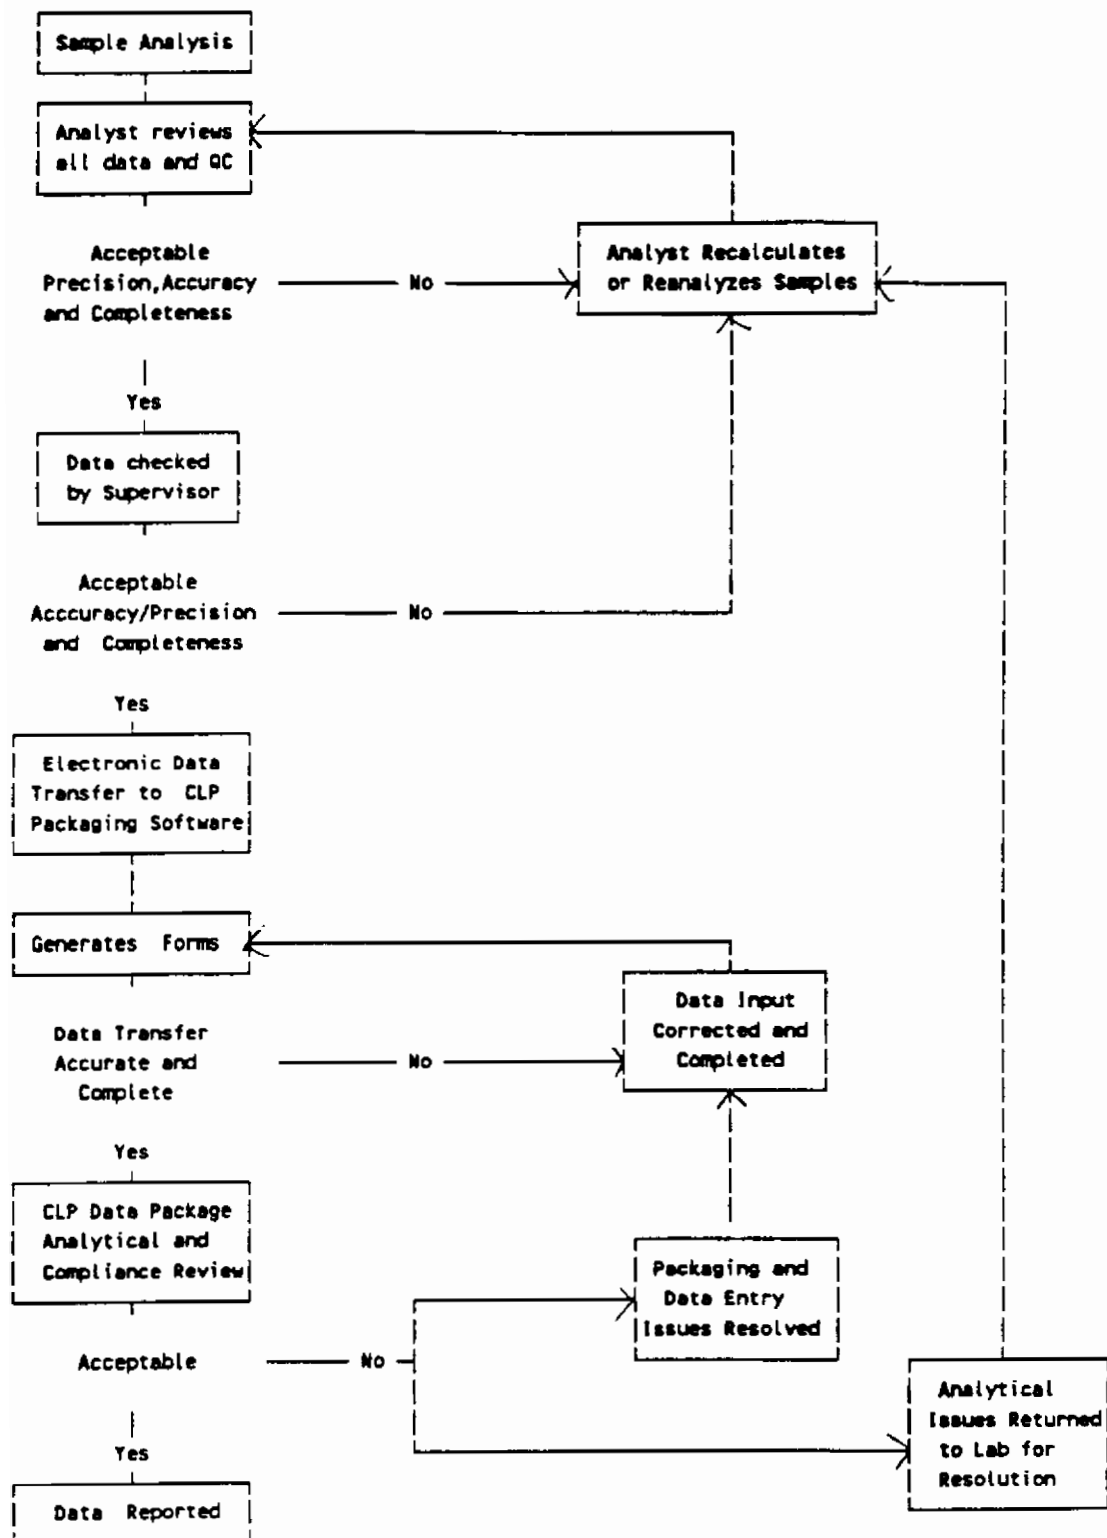 Sample Analysis
Analyst reviews
all data and QC
Acceptable
Precision,Accuracy
and Completeness
No
Analyst Recalculates
or Reanalyzes Samples
Yes
Data checked
by Supervisor
Acceptable
Acccuracy/Precision
and Completeness
No
Yes
Electronic Data
Transfer to CLP
Packaging Software
Generates Forms
Data Transfer
Accurate and
Complete
No
Data Input
Corrected and
Completed
Yes
CLP Data Package
Analytical and
Compliance Review
Packaging and
Data Entry
Issues Resolved
Acceptable
No
Analytical
Issues Returned
to Lab for
Resolution
Yes
Data Reported